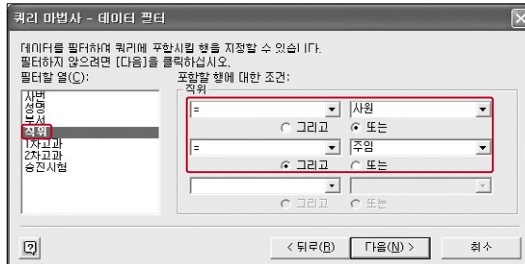 쿼리 마법사 - 데이터 필터
데이터를 필터하여 쿼리에 포함시킬 행을 지정할 수 있습니다.
필터하지 않으려면 [다음]을 클릭하십시오.
필터할 열(C):
포함할 행에 대한 조건:
사번
성명
부서
직위
1차고과
2차고과
승진시험
직위
= 사원
그리고 또는
= 주임
그리고 또는
그리고 또는
< 뒤로(B) 다음(N) > 취소